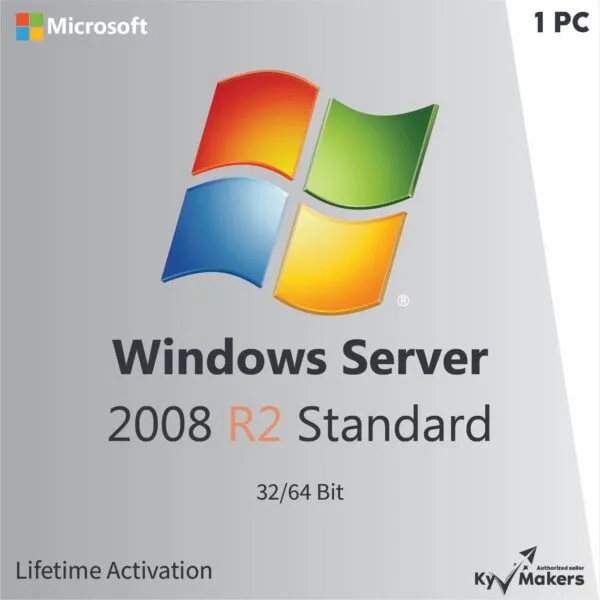 Microsoft
1 PC
®
Windows Server
2008 R2 Standard
32/64 Bit
Lifetime Activation
Authorized seller
Ky Makers